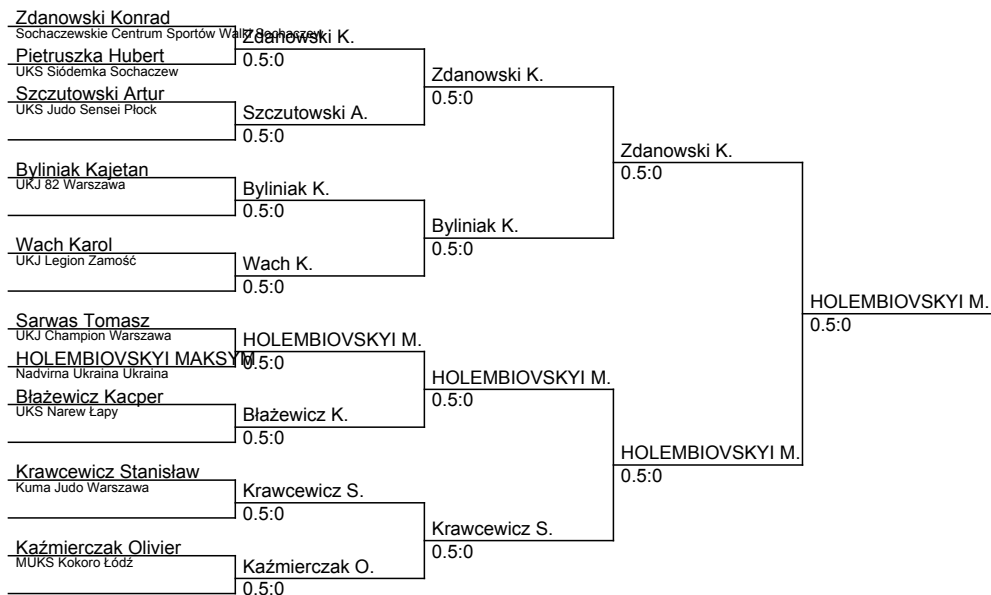 Zdanowski Konrad
Sochaczewskie Centrum Sportów Walki Sochaczew
Pietruszka Hubert
UKS Siódemka Sochaczew
Szczutowski Artur
UKS Judo Sensei Płock
Byliniak Kajetan
UKJ 82 Warszawa
Wach Karol
UKJ Legion Zamość
Sarwas Tomasz
UKJ Champion Warszawa
HOLEMBIOVSKYI MAKSYM
Nadvirna Ukraina Ukraina
Błażewicz Kacper
UKS Narew Łapy
Krawcewicz Stanisław
Kuma Judo Warszawa
Kaźmierczak Olivier
MUKS Kokoro Łódź
Zdanowski K.
0.5:0
Szczutowski A.
0.5:0
Byliniak K.
0.5:0
Wach K.
0.5:0
HOLEMBIOVSKYI M.
0.5:0
Błażewicz K.
0.5:0
Krawcewicz S.
0.5:0
Kaźmierczak O.
0.5:0
Zdanowski K.
0.5:0
Byliniak K.
0.5:0
HOLEMBIOVSKYI M.
0.5:0
Krawcewicz S.
0.5:0
Zdanowski K.
0.5:0
HOLEMBIOVSKYI M.
0.5:0
HOLEMBIOVSKYI M.
0.5:0